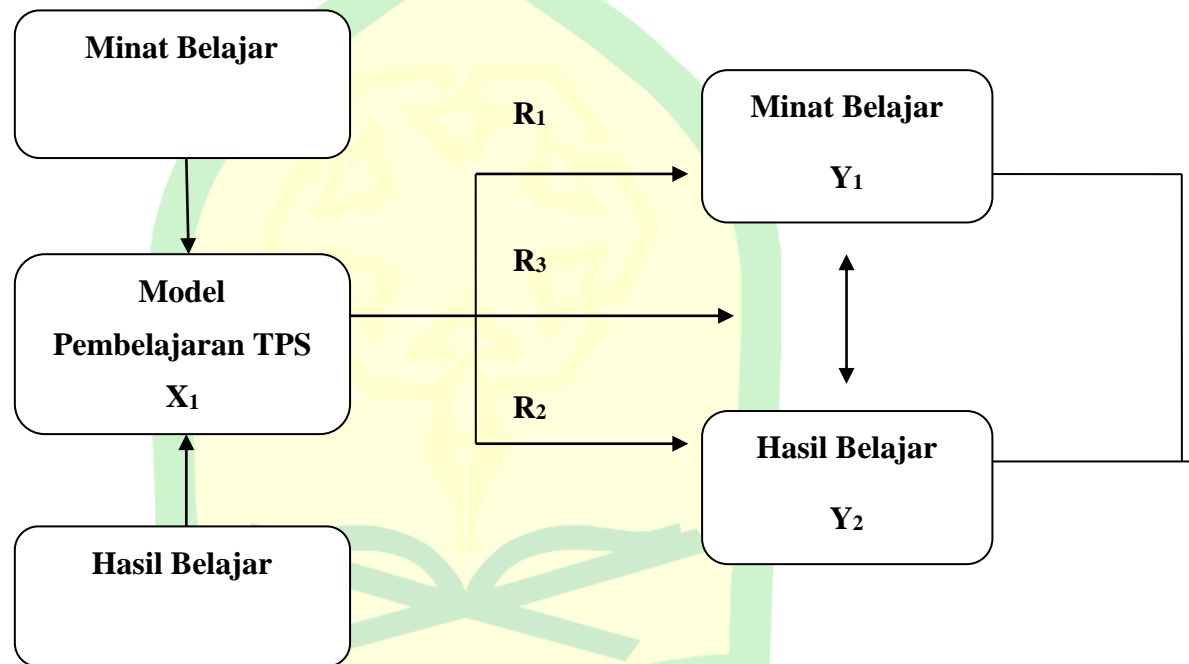 Minat Belajar
Model
Pembelajaran TPS
X1
Hasil Belajar
R1
R3
R2
Minat Belajar
Y1
Hasil Belajar
Y2